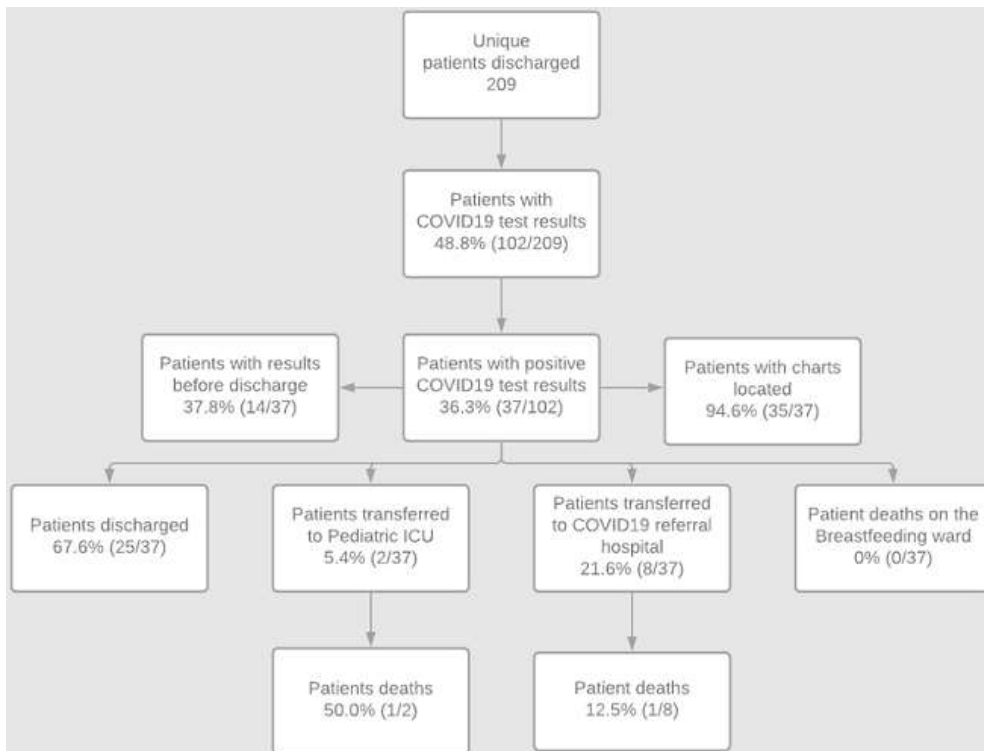 Unique
patients discharged
209
Patients with
COVID19 test results
48.8% (102/209)
Patients with results
before discharge
37.8% (14/37)
Patients with positive
COVID19 test results
36.3% (37/102)
Patients with charts
located
94.6% (35/37)
Patients discharged
67.6% (25/37)
Patients transferred
to Pediatric ICU
5.4% (2/37)
Patients transferred
to COVID19 referral
hospital
21.6% (8/37)
Patient deaths on the
Breastfeeding ward
0% (0/37)
Patients deaths
50.0% (1/2)
Patient deaths
12.5% (1/8)